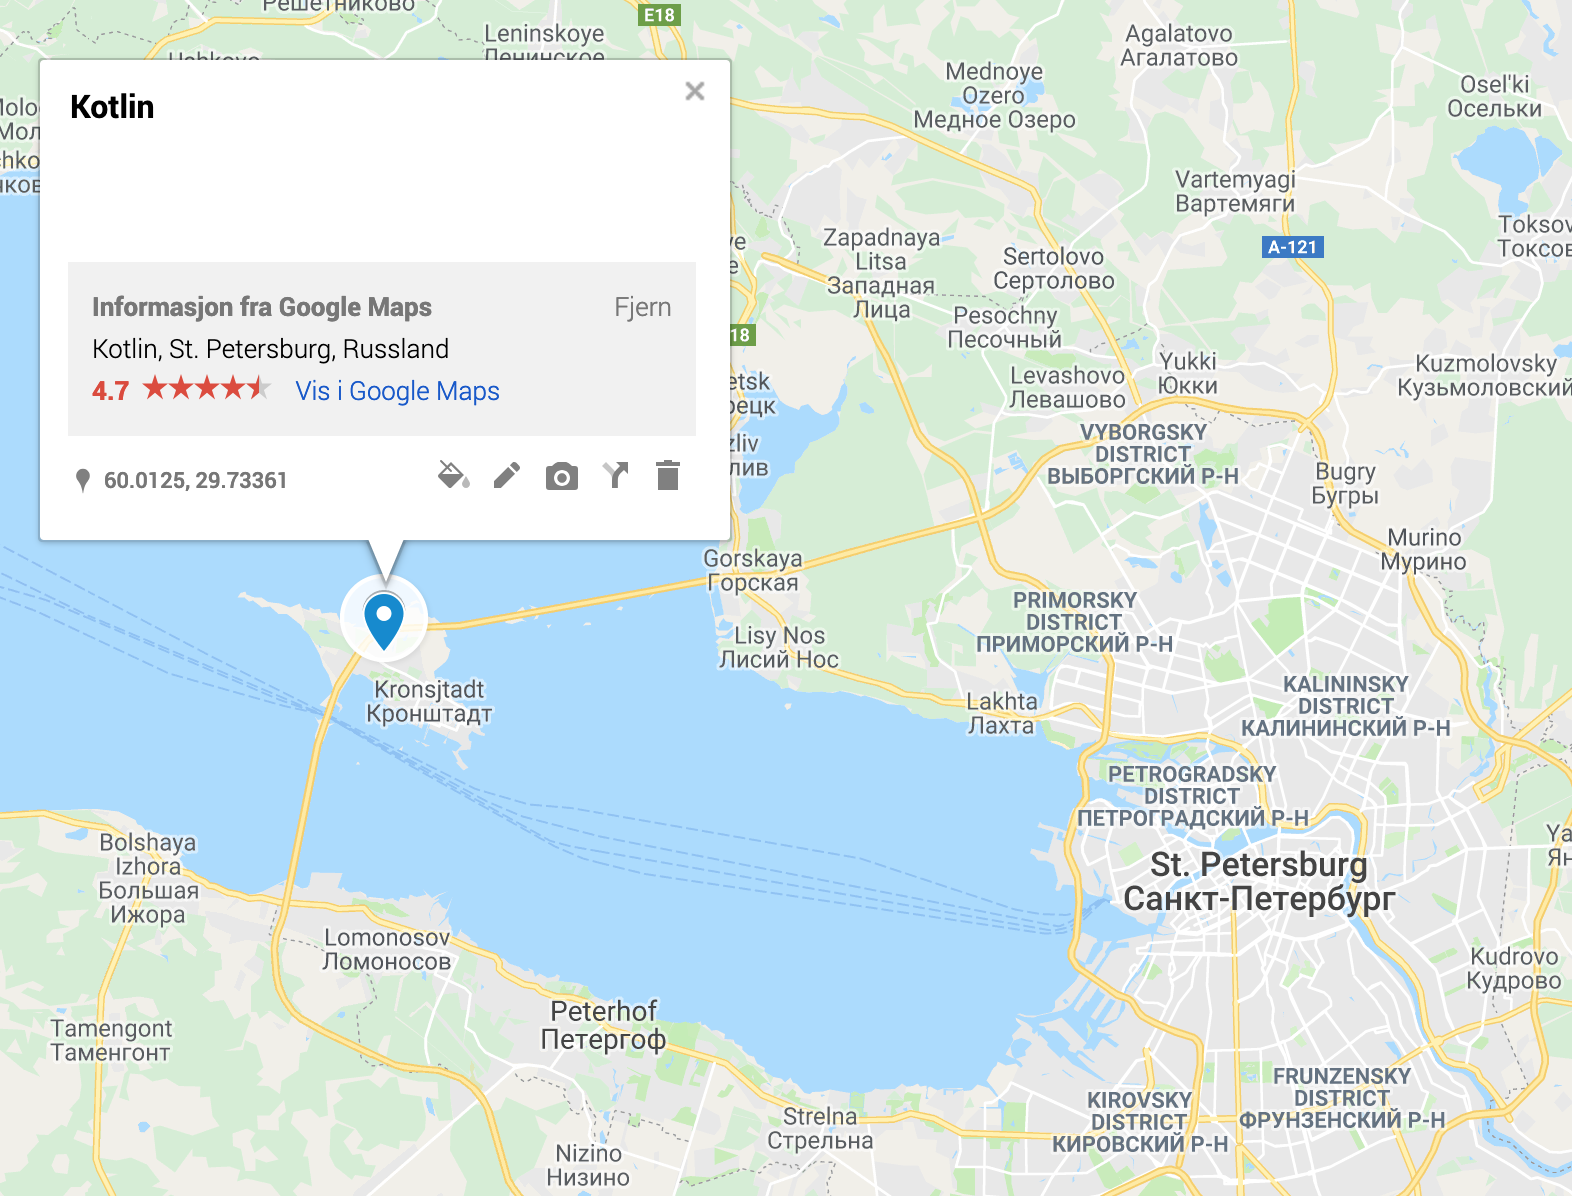 Решетниково
E18
Leninskoye
Ленинское
Agalatovo
Агалатово
Mednoye
Ozero
Медное Озеро
Osel'ki
Осельки
Kotlin
Informasjon fra Google Maps
Fjern
Kotlin, St. Petersburg, Russland
4.7
Vis i Google Maps
60.0125, 29.73361
Vartemyagi
Вартемяги
A-121
Zapadnaya
Litsa
Западная
Лица
Sertolovo
Сертолово
Pesochny
Песочный
18
Yukki
Юкки
Levashovo
Левашово
Kuzmolovsky
Кузьмоловский
VYBORGSKY
DISTRICT
ВЫБОРГСКИЙ Р-Н
Bugry
Бугры
Murino
Мурино
Gorskaya
Горская
PRIMORSKY
DISTRICT
ПРИМОРСКИЙ Р-Н
Lisy Nos
Лисий Нос
Kronsjtadt
Кронштадт
Lakhta
Лахта
KALININSKY
DISTRICT
КАЛИНИНСКИЙ Р-Н
PETROGRADSKY
DISTRICT
ПЕТРОГРАДСКИЙ Р-Н
Bolshaya
Izhora
Большая
Ижора
St. Petersburg
Санкт-Петербург
Lomonosov
Ломоносов
Kudrovo
Кудрово
Peterhof
Петергоф
Tamengont
Таменгонт
Strelna
Стрельна
KIROVSKY
DISTRICT
КИРОВСКИЙ Р-Н
FRUNZENSKY
DISTRICT
ФРУНЗЕНСКИЙ Р-Н
Nizino
Низино